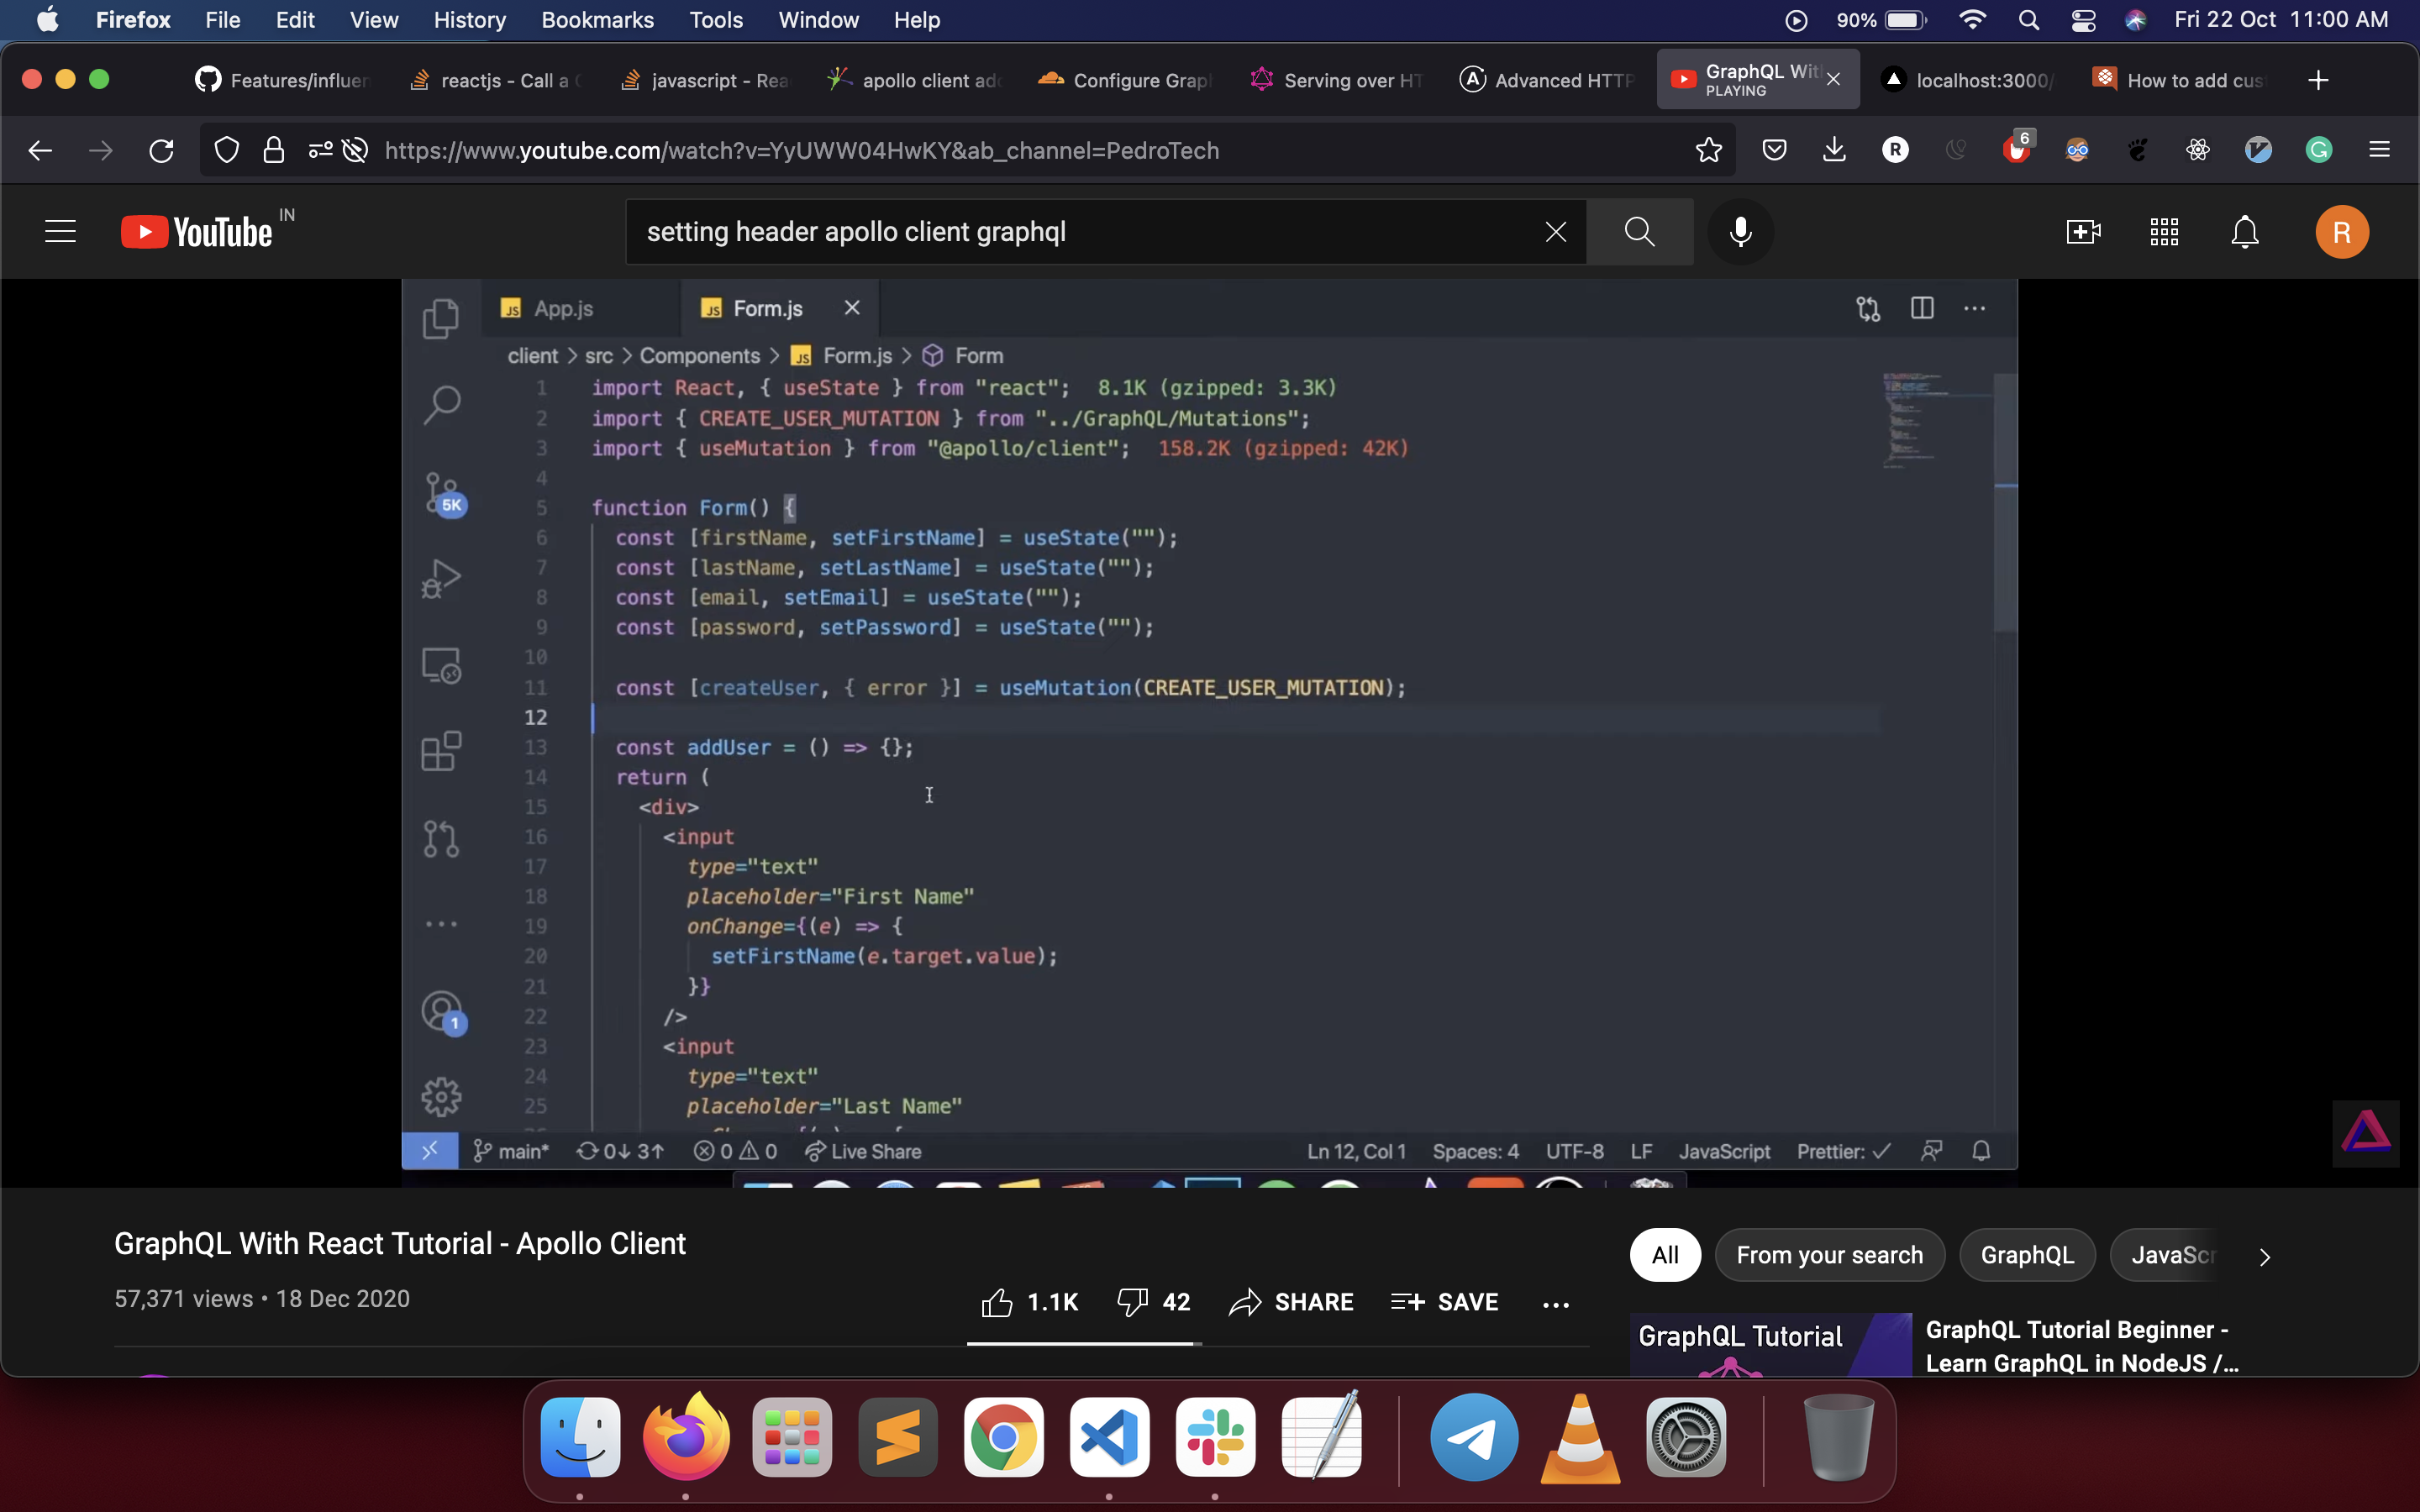 Firefox File Edit View History Bookmarks Tools Window Help 90% Fri 22 Oct 11:00 AM
Features/influen reactjs - Call a javascript - Rea apollo client ad Configure Grap Serving over HT Advanced HTTP GraphQL Wit localhost:3000/ How to add cus
PLAYING
https://www.youtube.com/watch?v=YyUWW04HwKY&ab_channel=PedroTech R 6
YouTube IN setting header apollo client graphql R
JS App.js JS Form.js
client > src > Components > JS Form.js > Form
1 import React, { useState } from "react"; 8.1K (gzipped: 3.3K)
2 import { CREATE_USER_MUTATION } from "../GraphQL/Mutations";
3 import { useMutation } from "@apollo/client"; 158.2K (gzipped: 42K)
4
5K 5 function Form() {
6 const [firstName, setFirstName] = useState("");
7 const [lastName, setLastName] = useState("");
8 const [email, setEmail] = useState("");
9 const [password, setPassword] = useState("");
10
11 const [createUser, { error }] = useMutation(CREATE_USER_MUTATION);
12
13 const addUser = () => {};
14 return (
15 <div>
16 <input
17 type="text"
18 placeholder="First Name"
19 onChange={(e) => {
20 setFirstName(e.target.value);
21 }}
22 />
1
23 <input
24 type="text"
25 placeholder="Last Name"
main* 0↓ 3↑ 0 0 Live Share Ln 12, Col 1 Spaces: 4 UTF-8 LF JavaScript Prettier: ✓
GraphQL With React Tutorial - Apollo Client
57,371 views • 18 Dec 2020
1.1K 42 SHARE SAVE ...
All From your search GraphQL JavaScr
GraphQL Tutorial
GraphQL Tutorial Beginner -
Learn GraphQL in NodeJS /...